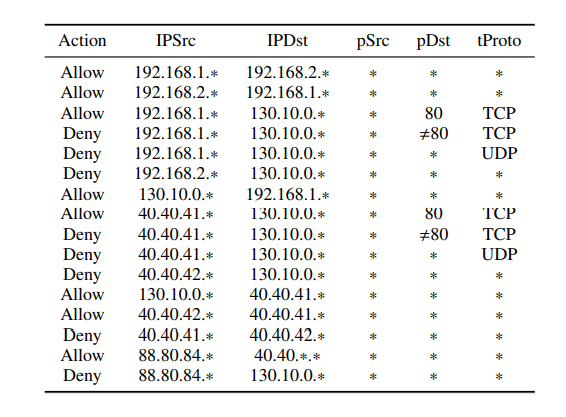 Action IPSrc IPDst pSrc pDst tProto
Allow 192.168.1.* 192.168.2.* * * *
Allow 192.168.2.* 192.168.1.* * * *
Allow 192.168.1.* 130.10.0.* * 80 TCP
Deny 192.168.1.* 130.10.0.* * ≠80 TCP
Deny 192.168.1.* 130.10.0.* * * UDP
Deny 192.168.2.* 130.10.0.* * * *
Allow 130.10.0.* 192.168.1.* * * *
Allow 40.40.41.* 130.10.0.* * 80 TCP
Deny 40.40.41.* 130.10.0.* * ≠80 TCP
Deny 40.40.41.* 130.10.0.* * * UDP
Deny 40.40.42.* 130.10.0.* * * *
Allow 130.10.0.* 40.40.41.* * * *
Allow 40.40.42.* 40.40.41.* * * *
Deny 40.40.41.* 40.40.42.* * * *
Allow 88.80.84.* 40.40.*.* * * *
Deny 88.80.84.* 130.10.0.* * * *